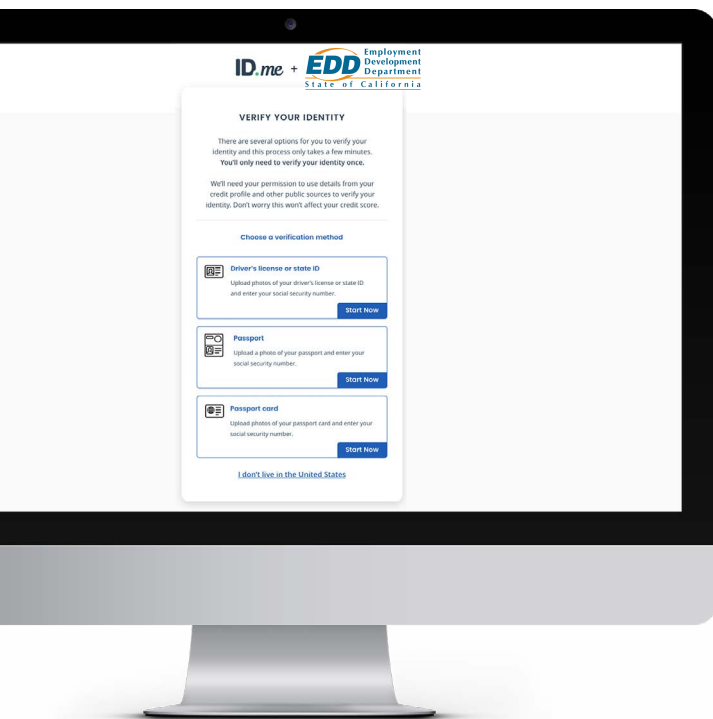 ID.me + EDD Employment
Development
Department
State of California
VERIFY YOUR IDENTITY
There are several options for you to verify your
identity and this process only takes a few minutes.
You'll only need to verify your identity once.
We'll need your permission to use details from your
credit profile and other public sources to verify your
identity. Don't worry this won't affect your credit score.
Choose a verification method
Driver's license or state ID
Upload photos of your driver's license or state ID
and enter your social security number.
Start Now
Passport
Upload a photo of your passport and enter your
social security number.
Start Now
Passport card
Upload photos of your passport card and enter your
social security number.
Start Now
I don't live in the United States